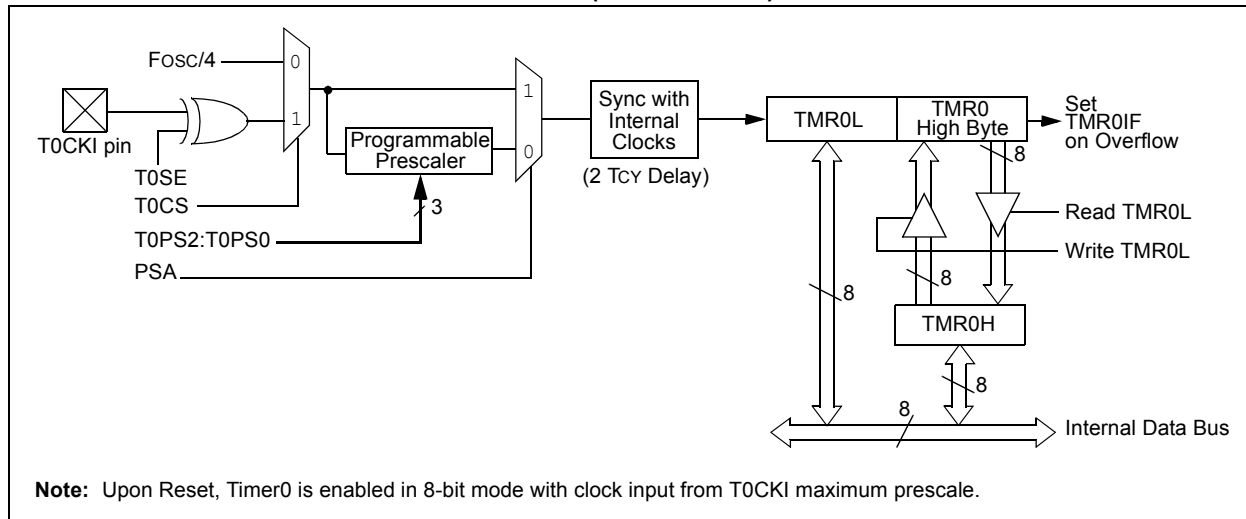 FOSC/4
0
1
T0CKI pin
T0SE
T0CS
T0PS2:T0PS0
PSA
Programmable
Prescaler
3
1
0
Sync with
Internal
Clocks
(2 TCY Delay)
TMR0L
TMR0
High Byte
Set
TMR0IF
on Overflow
8
Read TMR0L
Write TMR0L
8
8
TMR0H
8
8
Internal Data Bus
Note: Upon Reset, Timer0 is enabled in 8-bit mode with clock input from T0CKI maximum prescale.